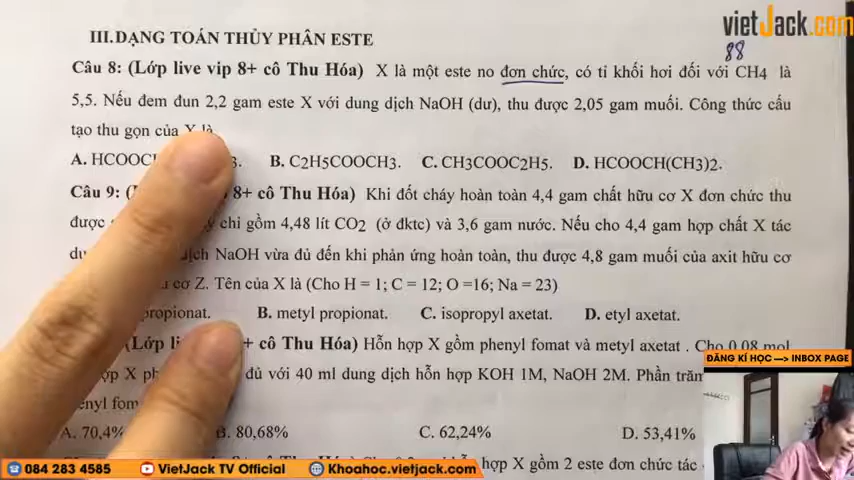 vietJack.com
III.DẠNG TOÁN THỦY PHÂN ESTE
88
Câu 8: (Lớp live vip 8+ cô Thu Hóa) X là một este no đơn chức, có tỉ khối hơi đối với CH4 là
5,5. Nếu đem đun 2,2 gam este X với dung dịch NaOH (dư), thu được 2,05 gam muối. Công thức cấu
tạo thu gọn của X là
A. HCOOC 3. B. C2H5COOCH3. C. CH3COOC2H5. D. HCOOCH(CH3)2.
Câu 9: 8+ cô Thu Hóa) Khi đốt cháy hoàn toàn 4,4 gam chất hữu cơ X đơn chức thu
được chỉ gồm 4,48 lít CO2 (ở đktc) và 3,6 gam nước. Nếu cho 4,4 gam hợp chất X tác
dịch NaOH vừa đủ đến khi phản ứng hoàn toàn, thu được 4,8 gam muối của axit hữu cơ
cơ Z. Tên của X là (Cho H = 1; C = 12; O =16; Na = 23)
propionat. B. metyl propionat. C. isopropyl axetat. D. etyl axetat.
(Lớp + cô Thu Hóa) Hỗn hợp X gồm phenyl fomat và metyl axetat . Cho 0,08 mol
ợp X đủ với 40 ml dung dịch hỗn hợp KOH 1M, NaOH 2M. Phần trăm
enyl fom
A. 70,4% B. 80,68% C. 62,24% D. 53,41%
hợp X gồm 2 este đơn chức tác
ĐĂNG KÍ HỌC ---> INBOX PAGE
084 283 4585 VietJack TV Official Khoahoc.vietjack.com